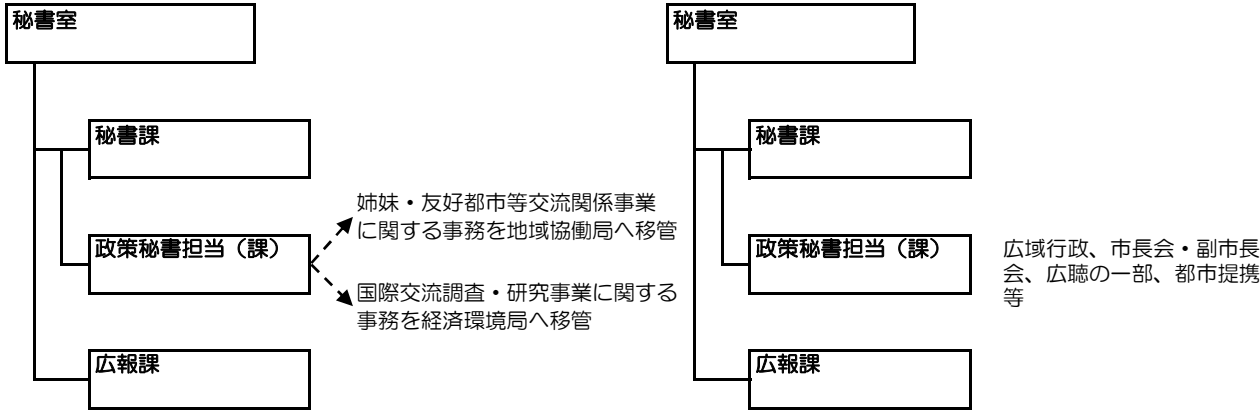 秘書室
秘書課
姉妹・友好都市等交流関係事業
に関する事務を地域協働局へ移管
政策秘書担当（課）
国際交流調査・研究事業に関する
事務を経済環境局へ移管
広報課
秘書室
秘書課
政策秘書担当（課）
広域行政、市長会・副市長
会、広聴の一部、都市提携
等
広報課